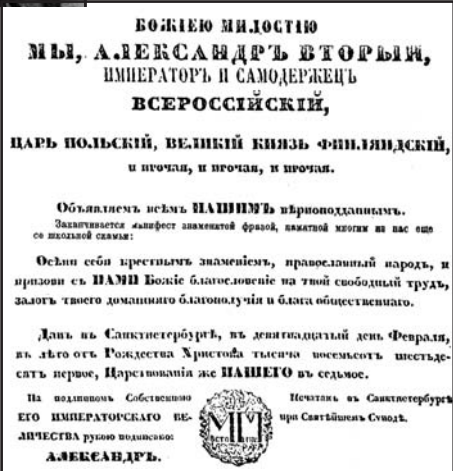 БОЖІЕЮ МИЛОСТІЮ
МЫ, АЛЕКСАНДРЪ ВТОРЫЙ,
ИМПЕРАТОРЪ И САМОДЕРЖЕЦЪ
ВСЕРОССІЙСКІЙ,
ЦАРЬ ПОЛЬСКІЙ, ВЕЛИКІЙ КНЯЗЬ ФИНЛЯНДСКІЙ,
и прочая, и прочая, и прочая.
Объявляемъ всѣмъ НАШИМЪ вѣрноподданнымъ.
Заканчивается манифест знаменатой фразой, памятной многим из нас еще
со школьной скамьи:
Осѣни себя крестнымъ знаменіемъ, православный народъ, и
призови съ НАМИ Божіе благословеніе на твой свободный трудъ,
залогъ твоего домашняго благополучія и блага общественнаго.
Данъ въ Санктпетербургѣ, въ девятнадцатый день Февраля,
въ лѣто отъ Рождества Христова тысяча восемьсотъ шестьде-
сятъ первое, Царствованія же НАШЕГО въ седьмое.
На подлинномъ Собственною
ЕГО ИМПЕРАТОРСКАГО ВЕ-
ЛИЧЕСТВА рукою подписано:
АЛЕКСАНДРЪ.
Печатанъ въ Санктпетербургѣ
при Святѣйшемъ Сѵнодѣ.